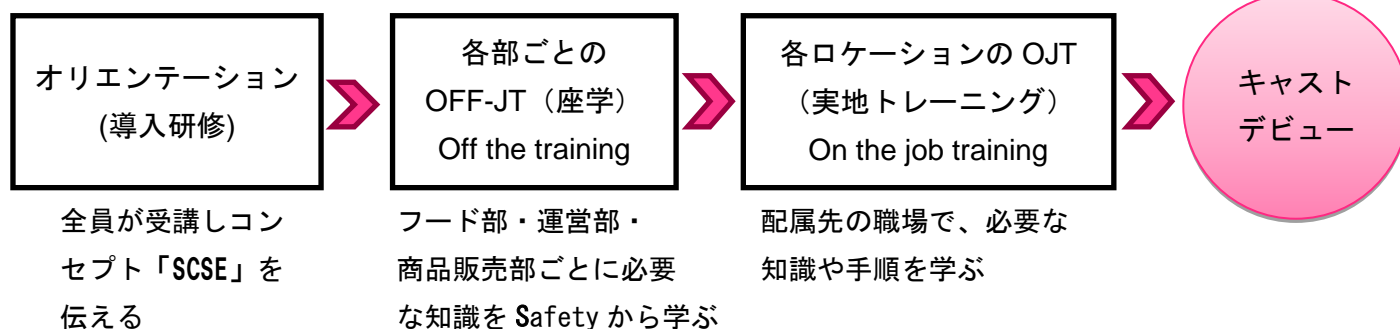 オリエンテーション
(導入研修)
全員が受講しコン
セプト「SCSE」を
伝える
各部ごとの
OFF-JT（座学）
Off the training
フード部・運営部・
商品販売部ごとに必要
な知識を Safety から学ぶ
各ロケーションの OJT
（実地トレーニング）
On the job training
配属先の職場で、必要な
知識や手順を学ぶ
キャスト
デビュー